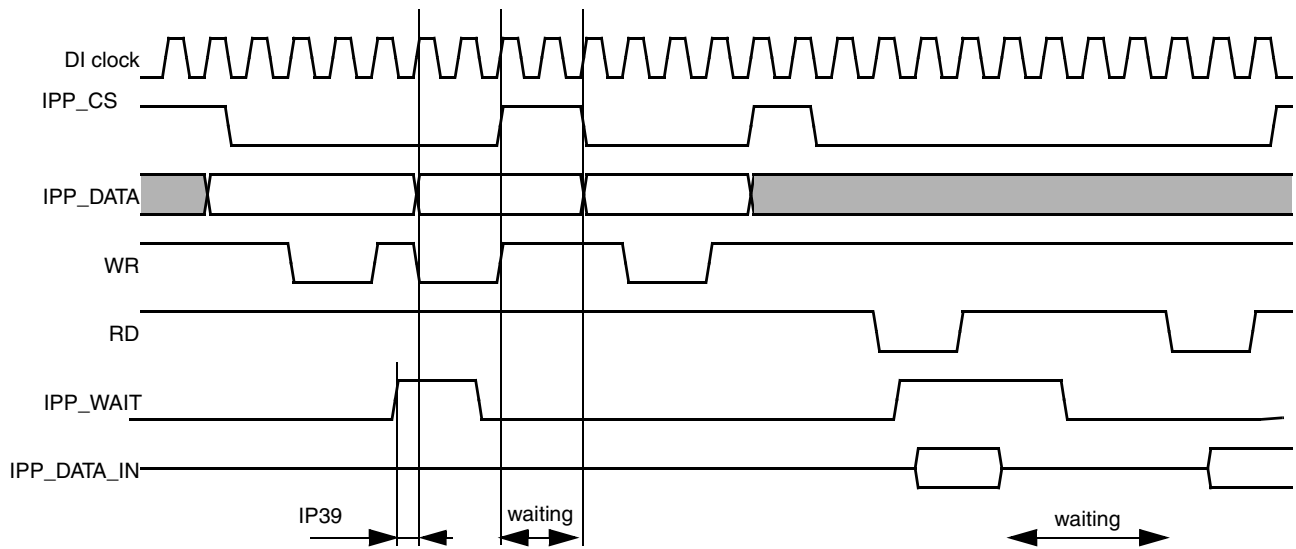 DI clock
IPP_CS
IPP_DATA
WR
RD
IPP_WAIT
IPP_DATA_IN
IP39
waiting
waiting